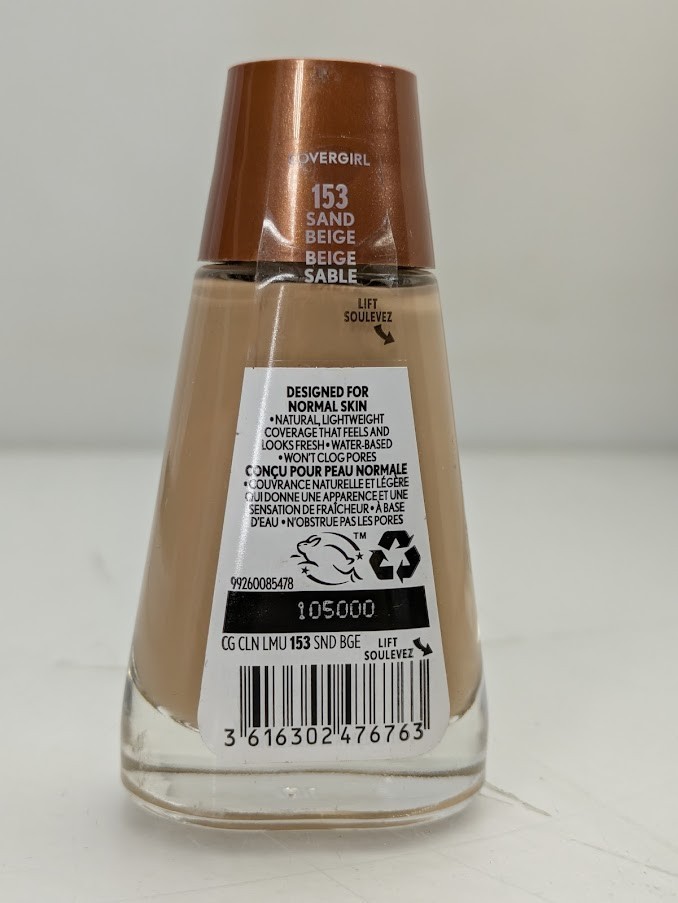 COVERGIRL
153
SAND
BEIGE
BEIGE
SABLE
LIFT
SOULEVEZ
DESIGNED FOR
NORMAL SKIN
•NATURAL, LIGHTWEIGHT
COVERAGE THAT FEELS AND
LOOKS FRESH • WATER-BASED
• WON'T CLOG PORES
CONÇU POUR PEAU NORMALE
• COUVRANCE NATURELLE ET LÉGÈRE
QUI DONNE UNE APPARENCE ET UNE
SENSATION DE FRAÎCHEUR • À BASE
D'EAU • N'OBSTRUE PAS LES PORES
TM
99260085478
105000
CG CLN LMU 153 SND BGE
LIFT
SOULEVEZ
3 616302 476763